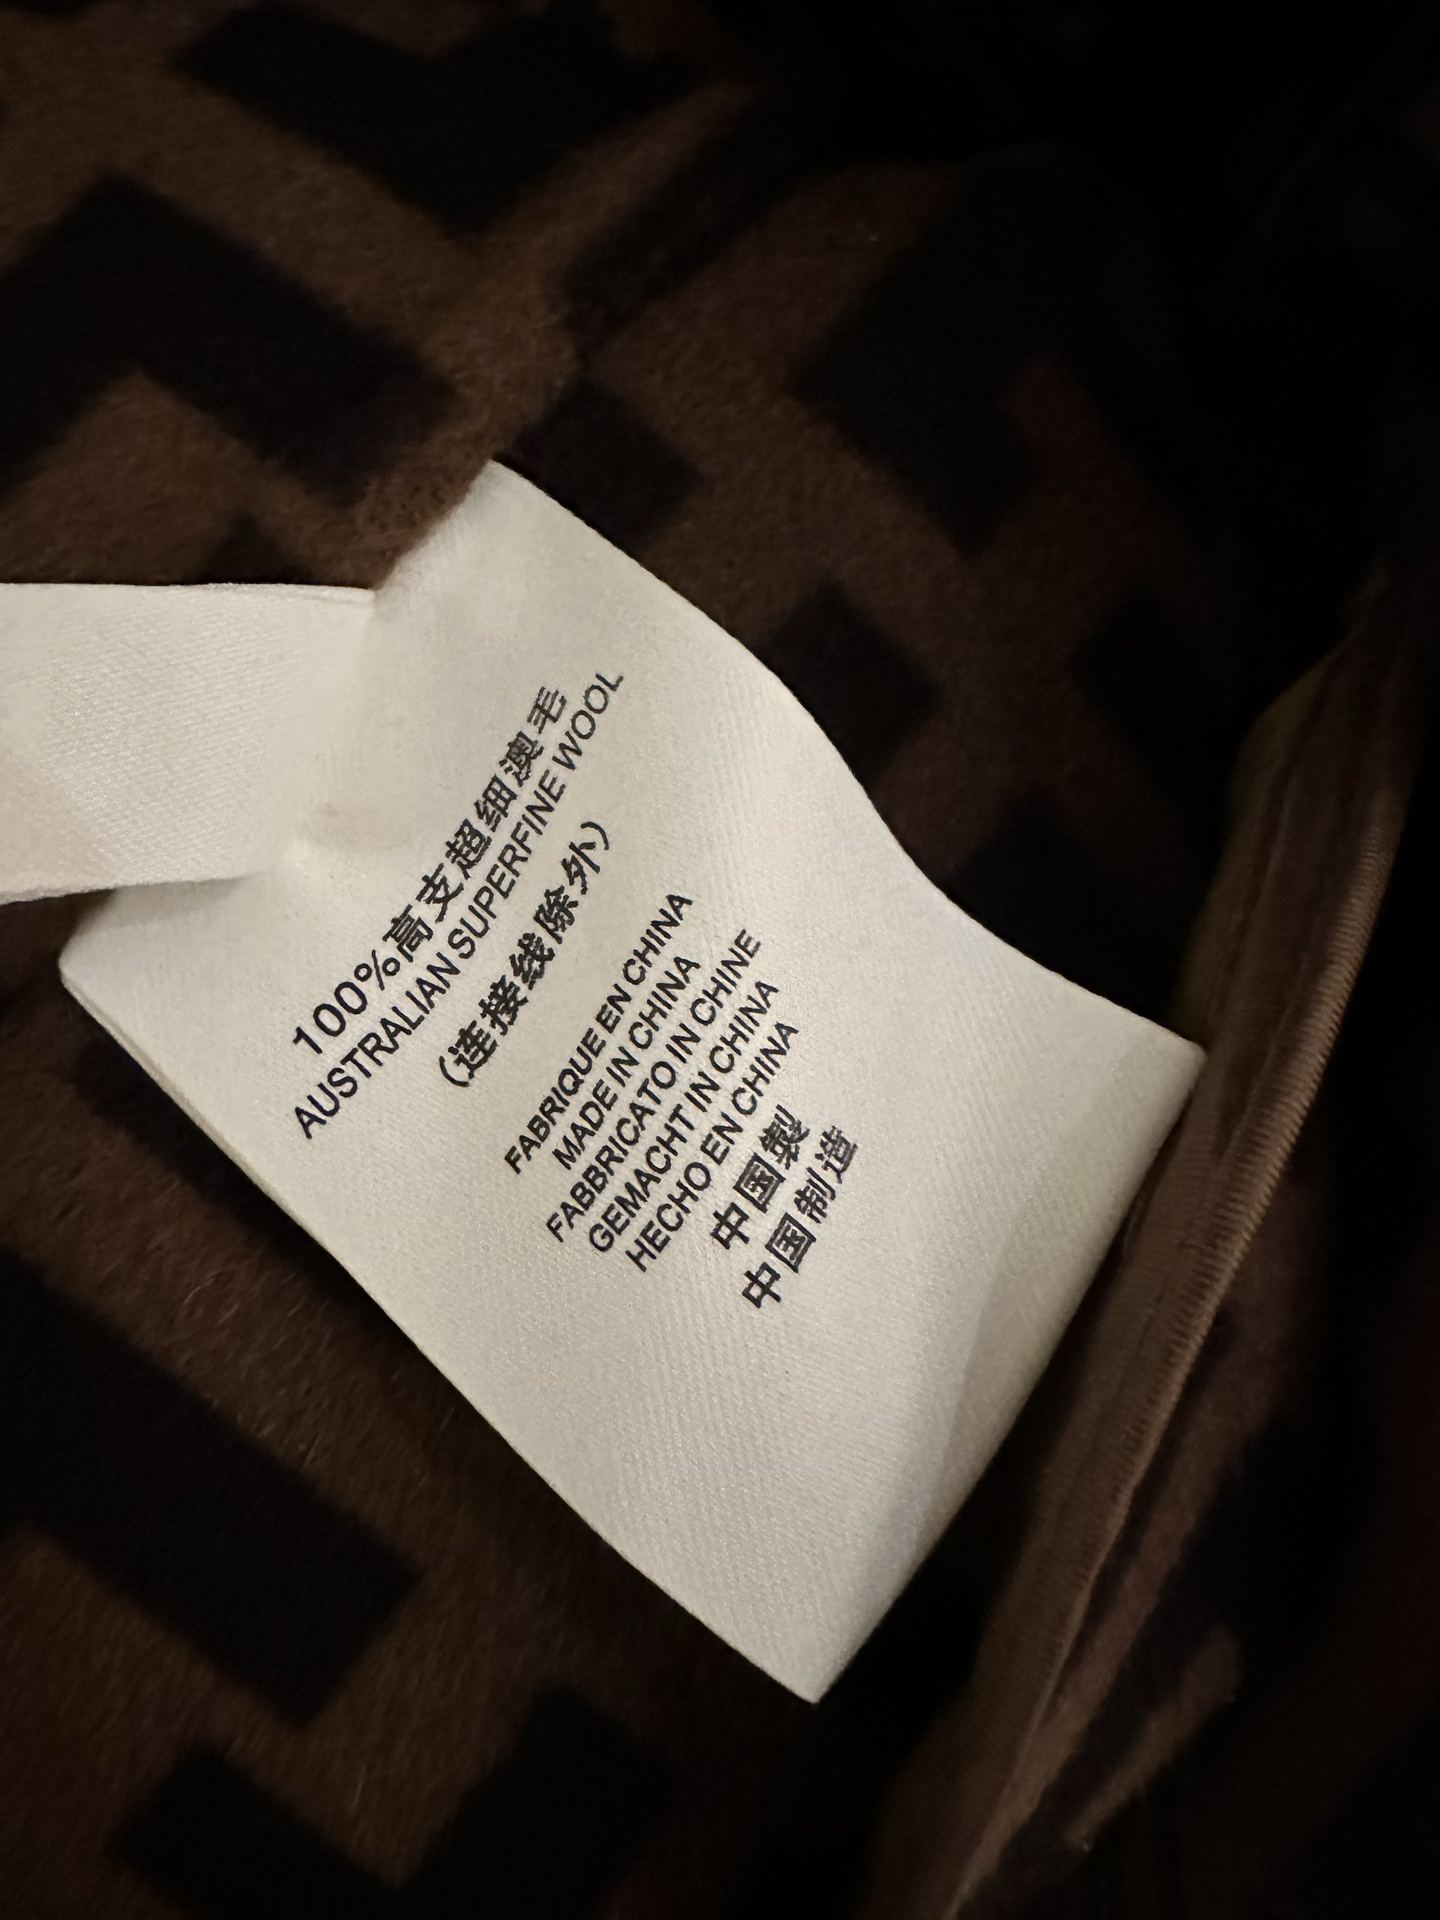 100%高支超细澳毛
AUSTRALIAN SUPERFINE WOOL
(连接线除外)
FABRIQUE EN CHINA
MADE IN CHINA
FABBRICATO IN CHINE
GEMACHT IN CHINA
HECHO EN CHINA
中国製
中国制造